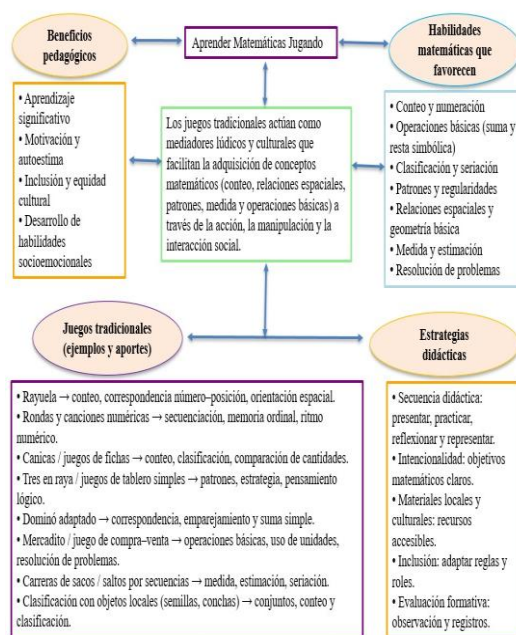 Beneficios
pedagógicos
Aprender Matemáticas Jugando
Habilidades
matemáticas que
favorecen
• Aprendizaje
significativo
• Motivación y
autoestima
• Inclusión y equidad
cultural
• Desarrollo de
habilidades
socioemocionales
Los juegos tradicionales actúan como
mediadores lúdicos y culturales que
facilitan la adquisición de conceptos
matemáticos (conteo, relaciones espaciales,
patrones, medida y operaciones básicas) a
través de la acción, la manipulación y la
interacción social.
• Conteo y numeración
• Operaciones básicas (suma y
resta simbólica)
• Clasificación y seriación
• Patrones y regularidades
• Relaciones espaciales y
geometría básica
• Medida y estimación
• Resolución de problemas
Juegos tradicionales
(ejemplos y aportes)
Estrategias
didácticas
• Rayuela → conteo, correspondencia número–posición, orientación espacial.
• Rondas y canciones numéricas → secuenciación, memoria ordinal, ritmo
numérico.
• Canicas / juegos de fichas → conteo, clasificación, comparación de cantidades.
• Tres en raya / juegos de tablero simples → patrones, estrategia, pensamiento
lógico.
• Dominó adaptado → correspondencia, emparejamiento y suma simple.
• Mercadito / juego de compra–venta → operaciones básicas, uso de unidades,
resolución de problemas.
• Carreras de sacos / saltos por secuencias → medida, estimación, seriación.
• Clasificación con objetos locales (semillas, conchas) → conjuntos, conteo y
clasificación.
• Secuencia didáctica:
presentar, practicar,
reflexionar y representar.
• Intencionalidad: objetivos
matemáticos claros.
• Materiales locales y
culturales: recursos
accesibles.
• Inclusión: adaptar reglas y
roles.
• Evaluación formativa:
observación y registros.